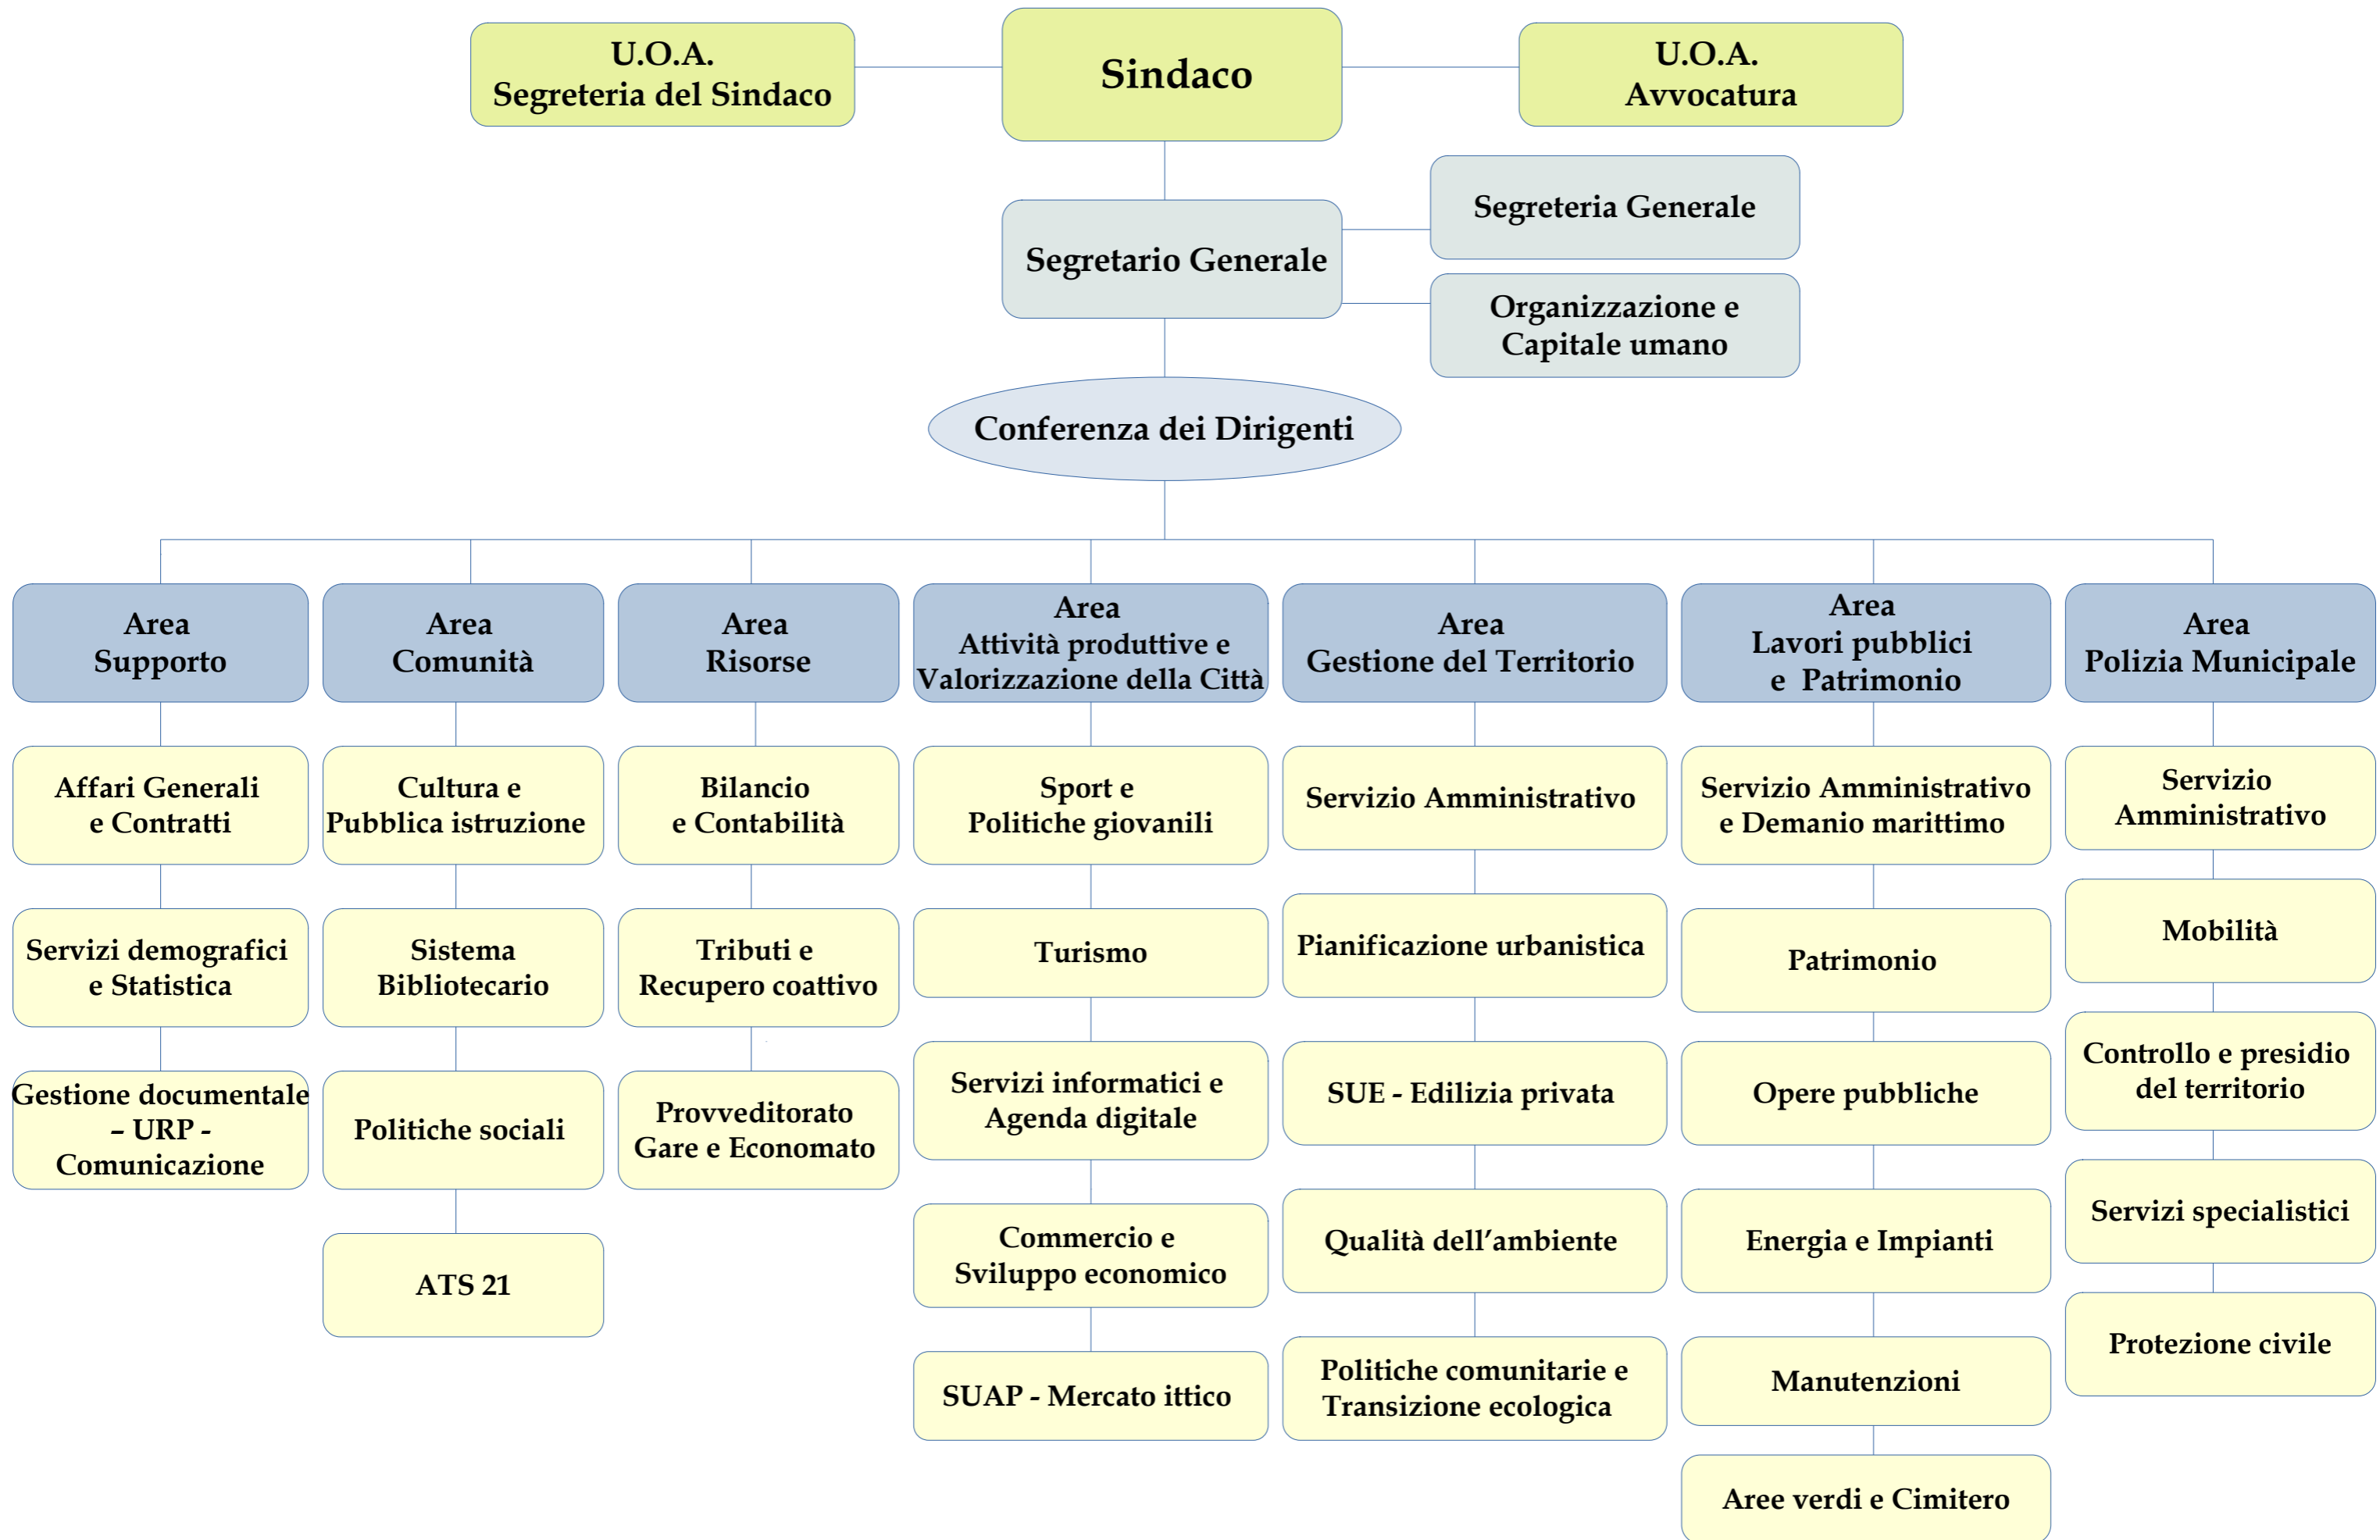 U.O.A.
Segreteria del Sindaco
Sindaco
U.O.A.
Avvocatura
Segretario Generale
Segreteria Generale
Organizzazione e
Capitale umano
Conferenza dei Dirigenti
Area
Supporto
Area
Comunità
Area
Risorse
Area
Attività produttive e
Valorizzazione della Città
Area
Gestione del Territorio
Area
Lavori pubblici
e Patrimonio
Area
Polizia Municipale
Affari Generali
e Contratti
Servizi demografici
e Statistica
Gestione documentale
– URP -
Comunicazione
Cultura e
Pubblica istruzione
Sistema
Bibliotecario
Politiche sociali
ATS 21
Bilancio
e Contabilità
Tributi e
Recupero coattivo
Provveditorato
Gare e Economato
Sport e
Politiche giovanili
Turismo
Servizi informatici e
Agenda digitale
Commercio e
Sviluppo economico
SUAP - Mercato ittico
Servizio Amministrativo
Pianificazione urbanistica
SUE - Edilizia privata
Qualità dell’ambiente
Politiche comunitarie e
Transizione ecologica
Servizio Amministrativo
e Demanio marittimo
Patrimonio
Opere pubbliche
Energia e Impianti
Manutenzioni
Aree verdi e Cimitero
Servizio
Amministrativo
Mobilità
Controllo e presidio
del territorio
Servizi specialistici
Protezione civile